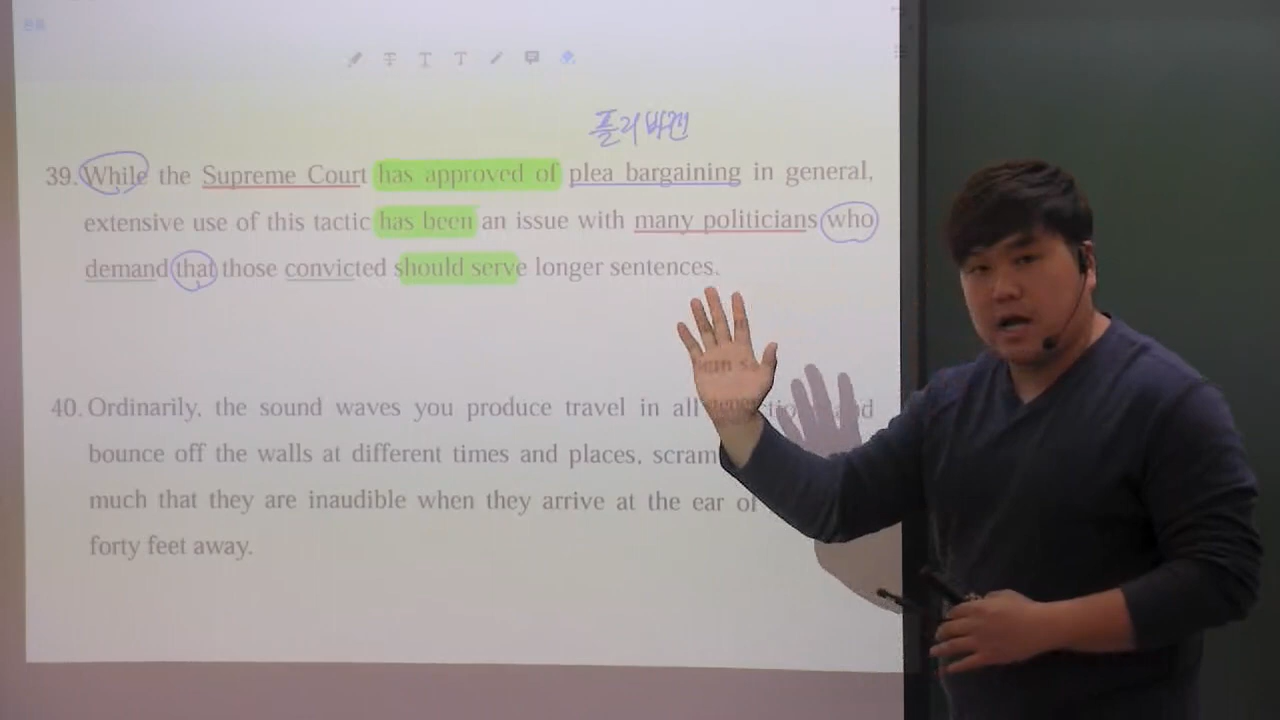 플리바겐
39. While the Supreme Court has approved of plea bargaining in general,
extensive use of this tactic has been an issue with many politicians who
demand that those convicted should serve longer sentences.
40. Ordinarily, the sound waves you produce travel in all
bounce off the walls at different times and places,
much that they are inaudible when they arrive at the ear of
forty feet away.